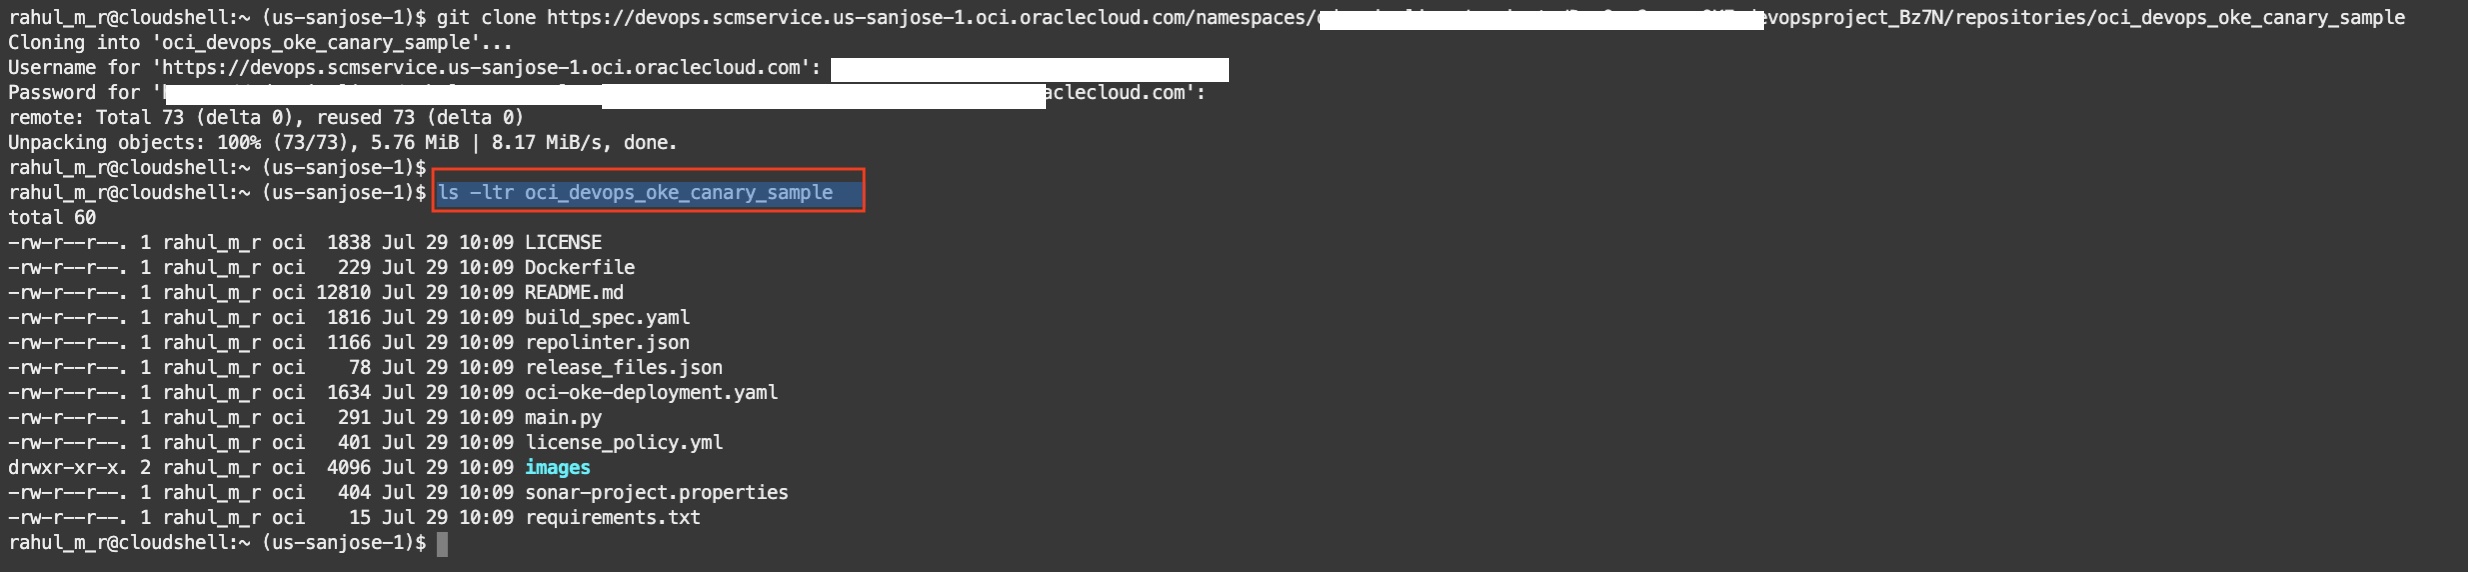 rahul_m_r@cloudshell:~ (us-sanjose-1)$ git clone https://devops.scmservice.us-sanjose-1.oci.oraclecloud.com/namespaces/ evopsproject_Bz7N/repositories/oci_devops_oke_canary_sample
Cloning into 'oci_devops_oke_canary_sample'...
Username for 'https://devops.scmservice.us-sanjose-1.oci.oraclecloud.com':
Password for ' aclecloud.com':
remote: Total 73 (delta 0), reused 73 (delta 0)
Unpacking objects: 100% (73/73), 5.76 MiB | 8.17 MiB/s, done.
rahul_m_r@cloudshell:~ (us-sanjose-1)$
rahul_m_r@cloudshell:~ (us-sanjose-1)$ ls -ltr oci_devops_oke_canary_sample
total 60
-rw-r--r--. 1 rahul_m_r oci  1838 Jul 29 10:09 LICENSE
-rw-r--r--. 1 rahul_m_r oci   229 Jul 29 10:09 Dockerfile
-rw-r--r--. 1 rahul_m_r oci 12810 Jul 29 10:09 README.md
-rw-r--r--. 1 rahul_m_r oci  1816 Jul 29 10:09 build_spec.yaml
-rw-r--r--. 1 rahul_m_r oci  1166 Jul 29 10:09 repolinter.json
-rw-r--r--. 1 rahul_m_r oci    78 Jul 29 10:09 release_files.json
-rw-r--r--. 1 rahul_m_r oci  1634 Jul 29 10:09 oci-oke-deployment.yaml
-rw-r--r--. 1 rahul_m_r oci   291 Jul 29 10:09 main.py
-rw-r--r--. 1 rahul_m_r oci   401 Jul 29 10:09 license_policy.yml
drwxr-xr-x. 2 rahul_m_r oci  4096 Jul 29 10:09 images
-rw-r--r--. 1 rahul_m_r oci   404 Jul 29 10:09 sonar-project.properties
-rw-r--r--. 1 rahul_m_r oci    15 Jul 29 10:09 requirements.txt
rahul_m_r@cloudshell:~ (us-sanjose-1)$